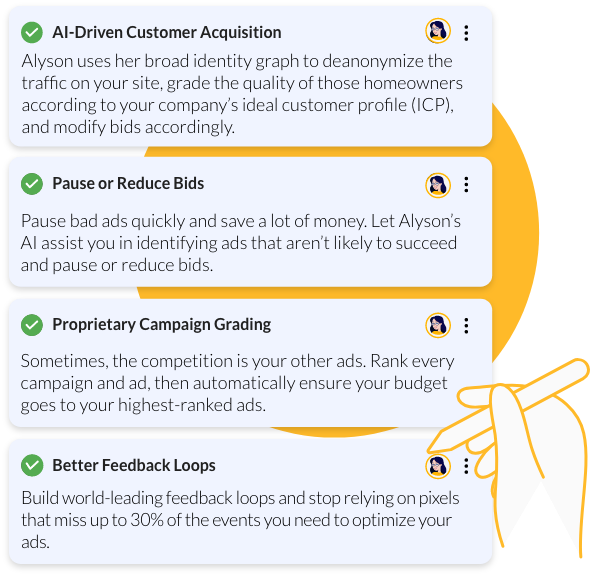 AI-Driven Customer Acquisition
Alyson uses her broad identity graph to deanonymize the
traffic on your site, grade the quality of those homeowners
according to your company’s ideal customer profile (ICP),
and modify bids accordingly.
Pause or Reduce Bids
Pause bad ads quickly and save a lot of money. Let Alyson’s
AI assist you in identifying ads that aren’t likely to succeed
and pause or reduce bids.
Proprietary Campaign Grading
Sometimes, the competition is your other ads. Rank every
campaign and ad, then automatically ensure your budget
goes to your highest-ranked ads.
Better Feedback Loops
Build world-leading feedback loops and stop relying on pixels
that miss up to 30% of the events you need to optimize your
ads.